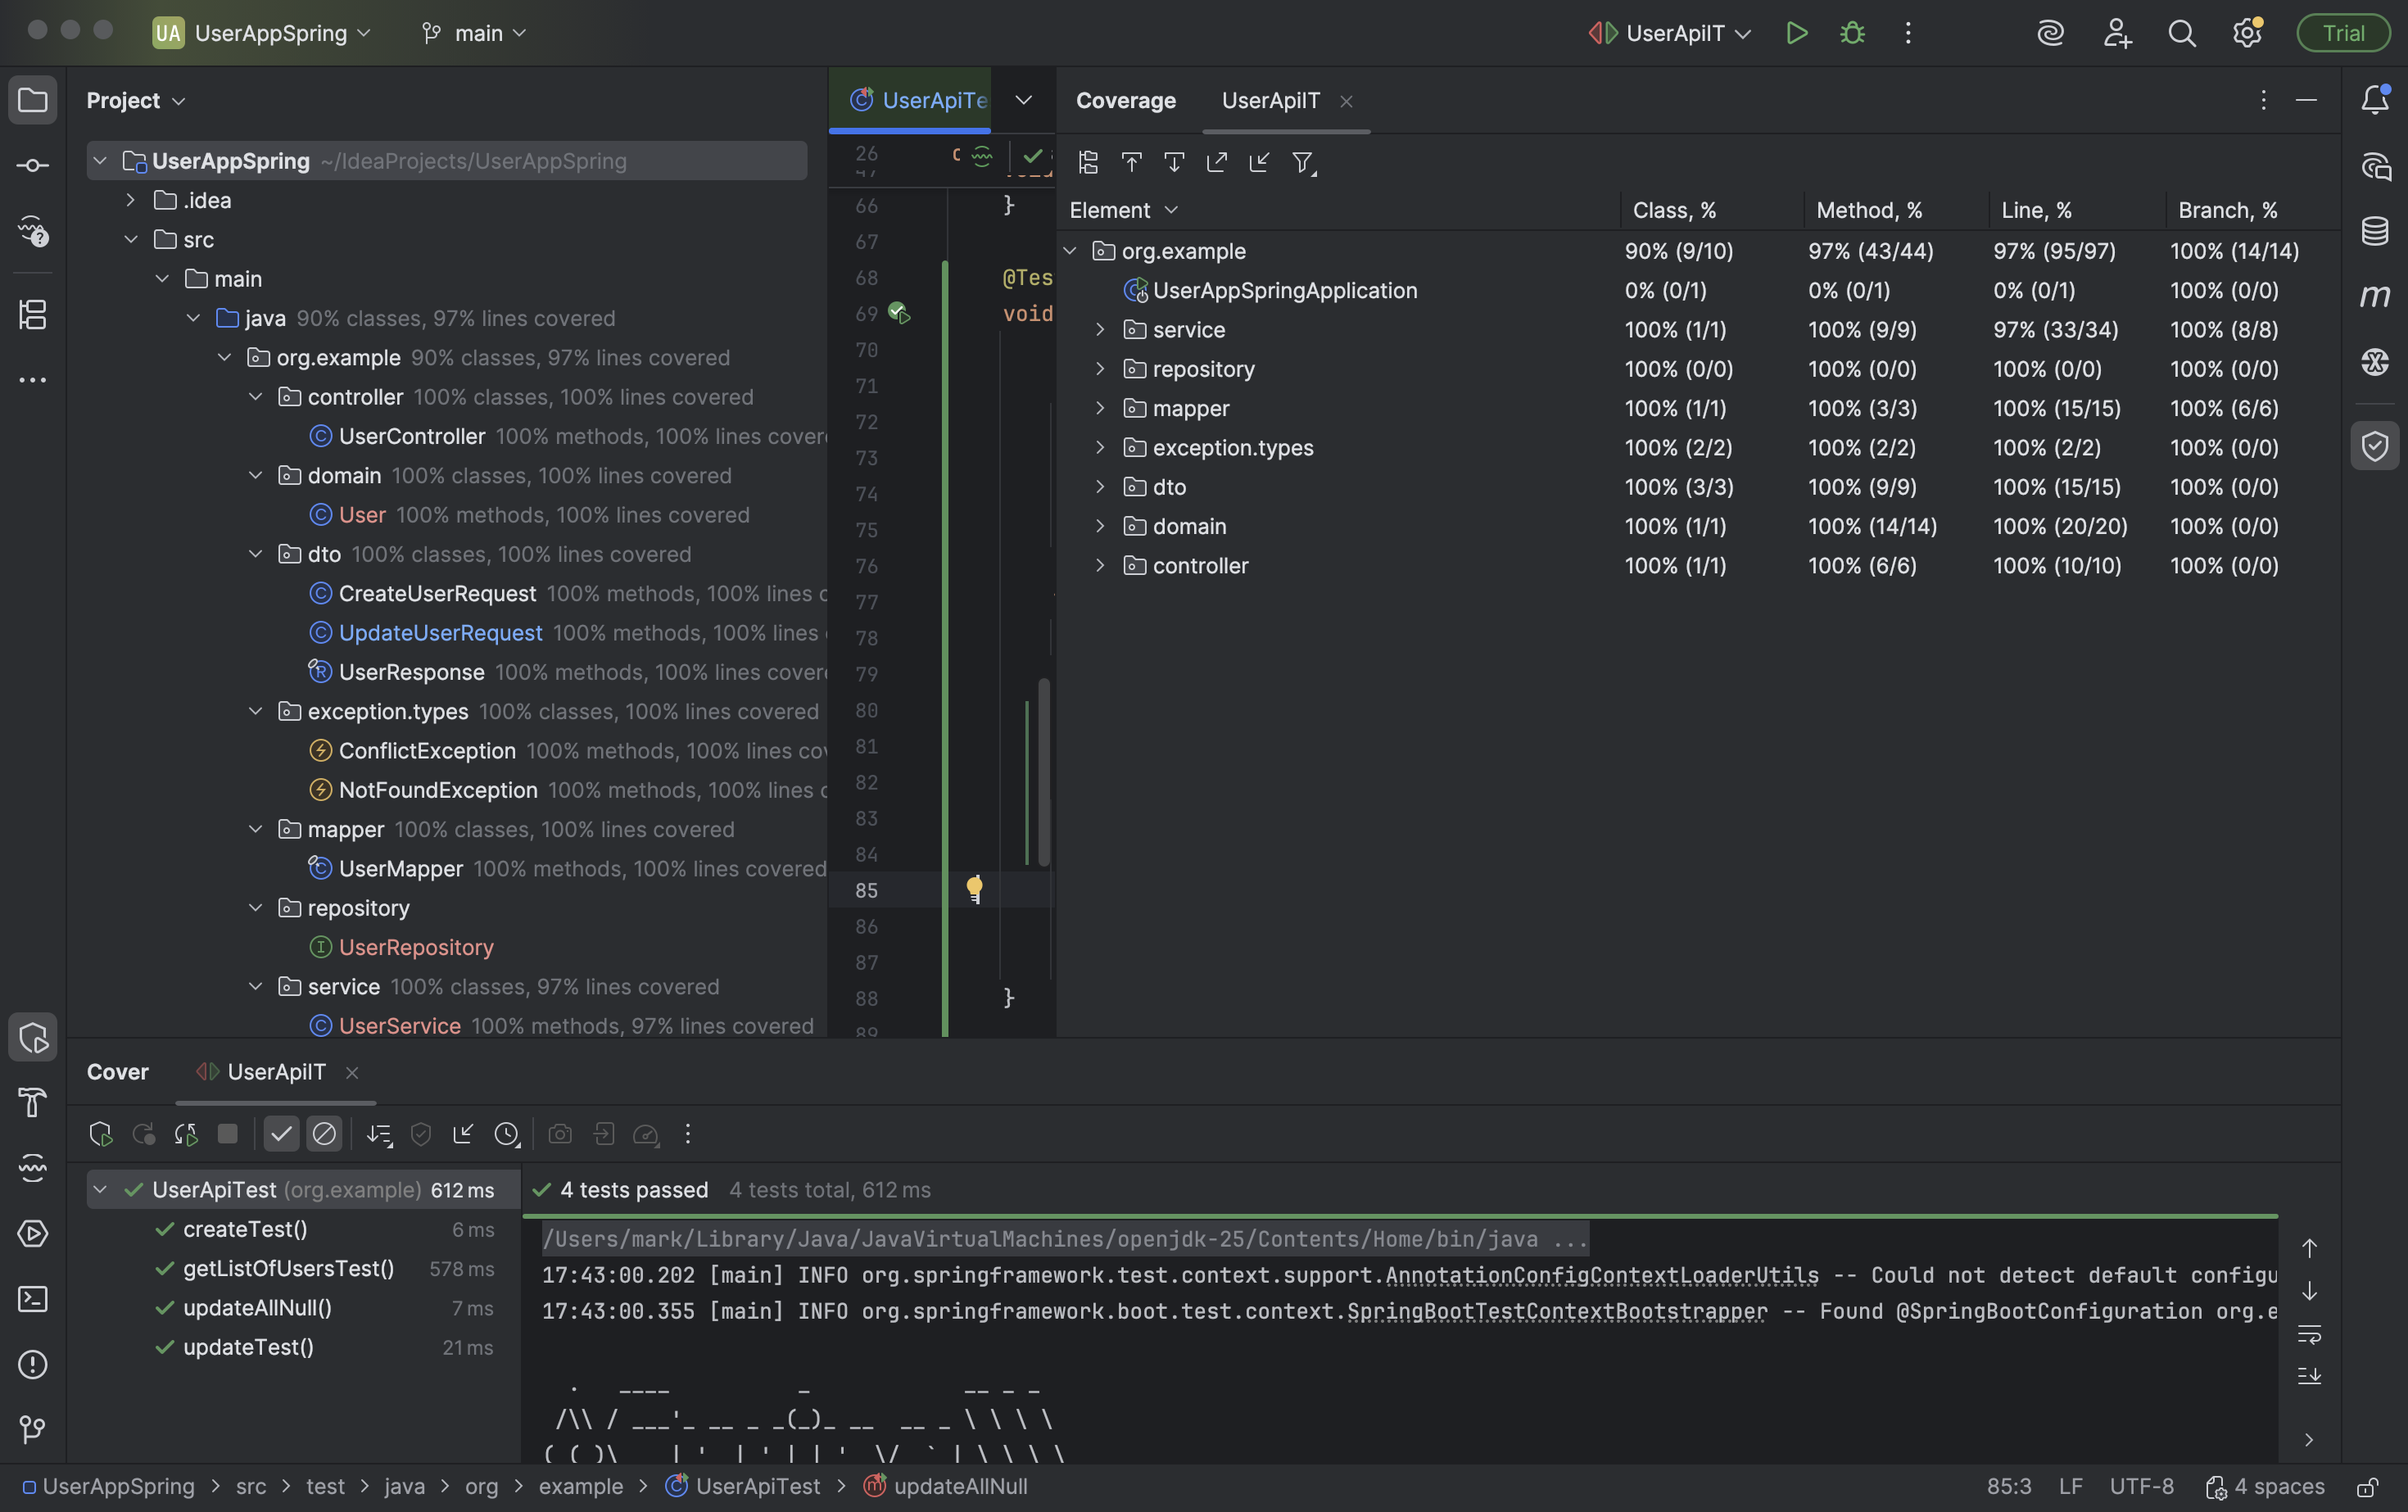 UA UserAppSpring main UserApiIT Trial
Project
UserAppSpring ~/IdeaProjects/UserAppSpring
.idea
src
main
java 90% classes, 97% lines covered
org.example 90% classes, 97% lines covered
controller 100% classes, 100% lines covered
UserController 100% methods, 100% lines cover
domain 100% classes, 100% lines covered
User 100% methods, 100% lines covered
dto 100% classes, 100% lines covered
CreateUserRequest 100% methods, 100% lines c
UpdateUserRequest 100% methods, 100% lines
UserResponse 100% methods, 100% lines cover
exception.types 100% classes, 100% lines covered
ConflictException 100% methods, 100% lines cov
NotFoundException 100% methods, 100% lines c
mapper 100% classes, 100% lines covered
UserMapper 100% methods, 100% lines covered
repository
UserRepository
service 100% classes, 97% lines covered
UserService 100% methods, 97% lines covered
UserApiTe
26 c
47 void
66 }
67
68 @Tes
69 void
70
71
72
73
74
75
76
77
78
79
80
81
82
83
84
85
86
87
88 }
89
Coverage UserApiIT
Element Class, % Method, % Line, % Branch, %
org.example 90% (9/10) 97% (43/44) 97% (95/97) 100% (14/14)
UserAppSpringApplication 0% (0/1) 0% (0/1) 0% (0/1) 100% (0/0)
service 100% (1/1) 100% (9/9) 97% (33/34) 100% (8/8)
repository 100% (0/0) 100% (0/0) 100% (0/0) 100% (0/0)
mapper 100% (1/1) 100% (3/3) 100% (15/15) 100% (6/6)
exception.types 100% (2/2) 100% (2/2) 100% (2/2) 100% (0/0)
dto 100% (3/3) 100% (9/9) 100% (15/15) 100% (0/0)
domain 100% (1/1) 100% (14/14) 100% (20/20) 100% (0/0)
controller 100% (1/1) 100% (6/6) 100% (10/10) 100% (0/0)
Cover UserApiIT
UserApiTest (org.example) 612 ms
createTest() 6 ms
getListOfUsersTest() 578 ms
updateAllNull() 7 ms
updateTest() 21 ms
4 tests passed 4 tests total, 612 ms
/Users/mark/Library/Java/JavaVirtualMachines/openjdk-25/Contents/Home/bin/java ...
17:43:00.202 [main] INFO org.springframework.test.context.support.AnnotationConfigContextLoaderUtils -- Could not detect default configu
17:43:00.355 [main] INFO org.springframework.boot.test.context.SpringBootTestContextBootstrapper -- Found @SpringBootConfiguration org.e
UserAppSpring > src > test > java > org > example > UserApiTest > updateAllNull 85:3 LF UTF-8 4 spaces